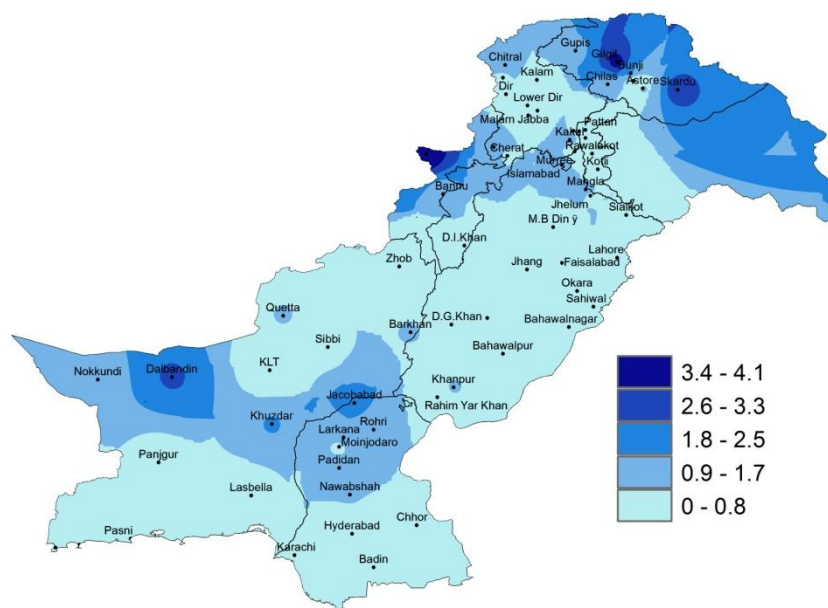 Gupis
Chitral
Gilgit
Bunji
Kalam
Chilas
Astore
Skardu
Dir
Lower Dir
Malam Jabba
Pattan
Kakul
Cherat
Rawalakot
Murree
Kotli
Islamabad
Bannu
Mangla
Jhelum
Sialkot
M.B Din ÿ
D.I.Khan
Zhob
Lahore
Jhang
Faisalabad
Okara
Quetta
Sahiwal
D.G.Khan
Barkhan
Bahawalnagar
Sibbi
Bahawalpur
Nokkundi
Dalbandin
KLT
Khanpur
Jacobabad
Rahim Yar Khan
Khuzdar
Rohri
Larkana
Moinjodaro
Panjgur
Padidan
Lasbella
Nawabshah
Pasni
Hyderabad
Chhor
Karachi
Badin
3.4 - 4.1
2.6 - 3.3
1.8 - 2.5
0.9 - 1.7
0 - 0.8